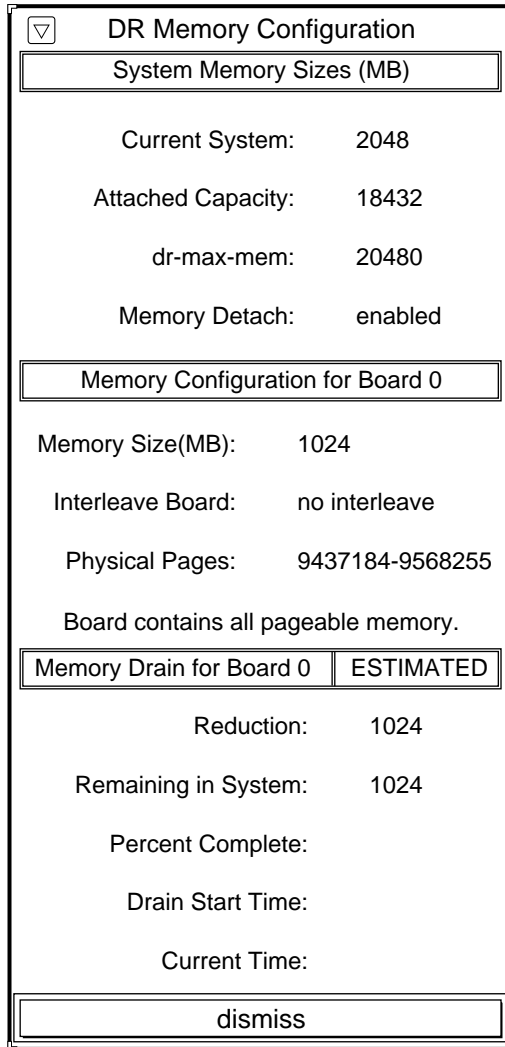 DR Memory Configuration
System Memory Sizes (MB)
Current System: 2048
Attached Capacity: 18432
dr-max-mem: 20480
Memory Detach: enabled
Memory Configuration for Board 0
Memory Size(MB): 1024
Interleave Board: no interleave
Physical Pages: 9437184-9568255
Board contains all pageable memory.
Memory Drain for Board 0 ESTIMATED
Reduction: 1024
Remaining in System: 1024
Percent Complete:
Drain Start Time:
Current Time:
dismiss